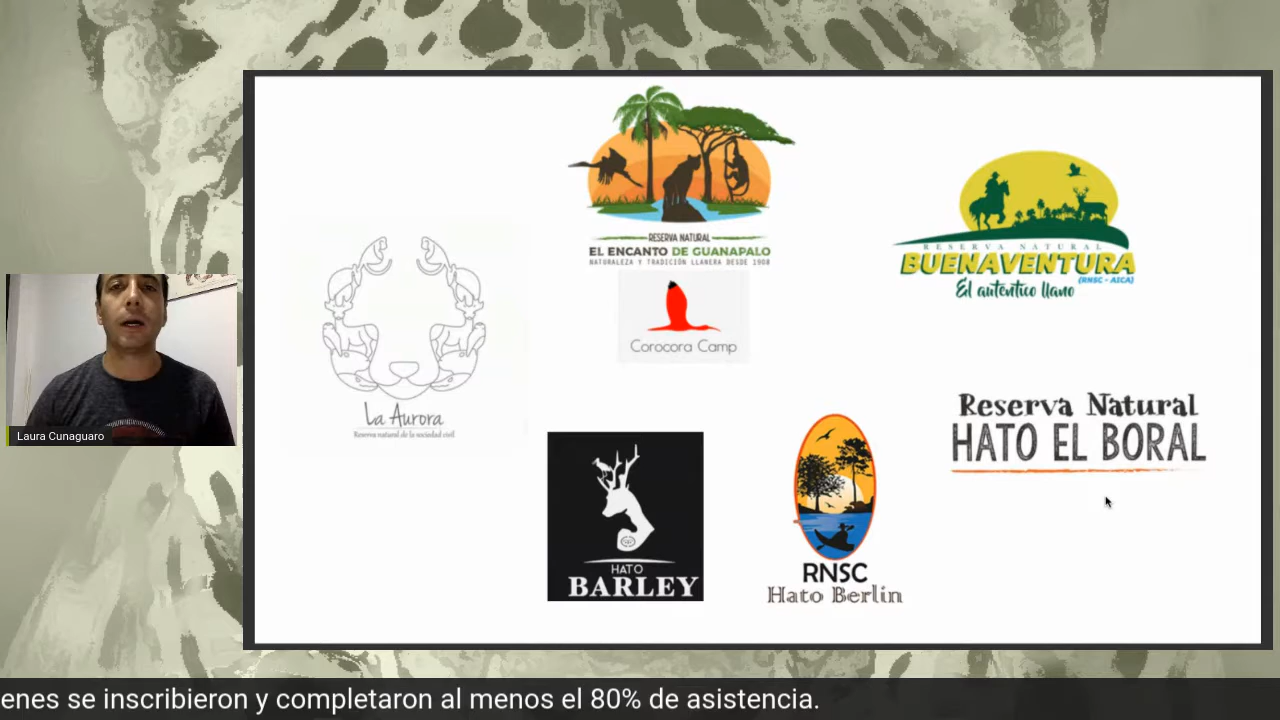 RESERVA NATURAL
EL ENCANTO DE GUANAPALO
NATURALEZA Y TRADICIÓN LLANERA DESDE 1908
Corocora Camp
RESERVA NATURAL
BUENAVENTURA
(RNSC - AICA)
El auténtico llano
La Aurora
Reserva natural de la sociedad civil
Reserva Natural
HATO EL BORAL
HATO
BARLEY
RNSC
Hato Berlín
Laura Cunaguaro
enes se inscribieron y completaron al menos el 80% de asistencia.